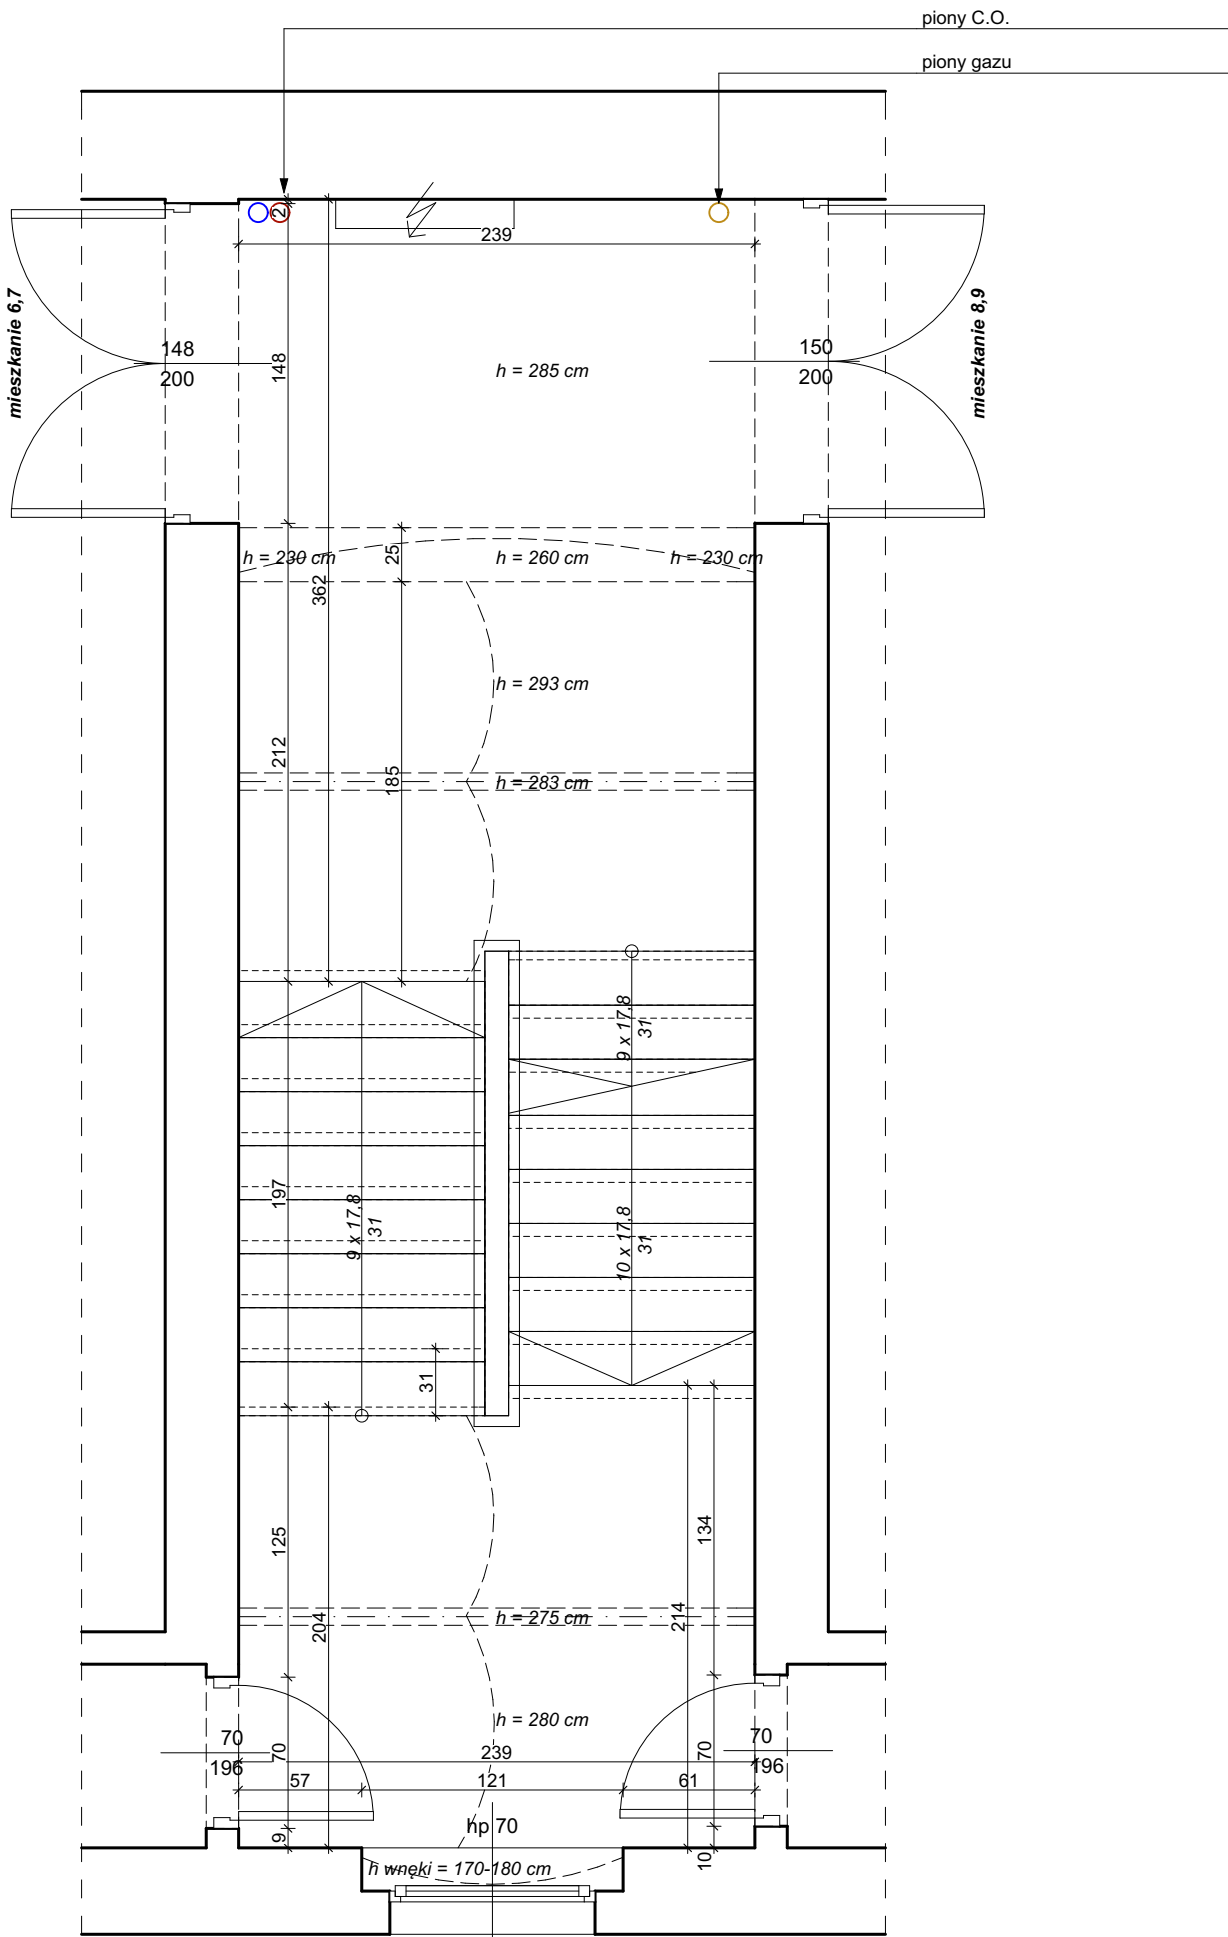 piony C.O.
piony gazu
2
239
mieszkanie 6,7
148
200
148
h = 285 cm
150
200
mieszkanie 8,9
h = 230 cm
25
h = 260 cm
h = 230 cm
362
h = 293 cm
212
185
h = 283 cm
9 x 17,8
31
197
9 x 17,8
31
10 x 17,8
31
31
125
204
134
214
h = 275 cm
h = 280 cm
70
196
70
239
70
70
196
57
121
61
9
hp 70
10
h wnęki = 170-180 cm